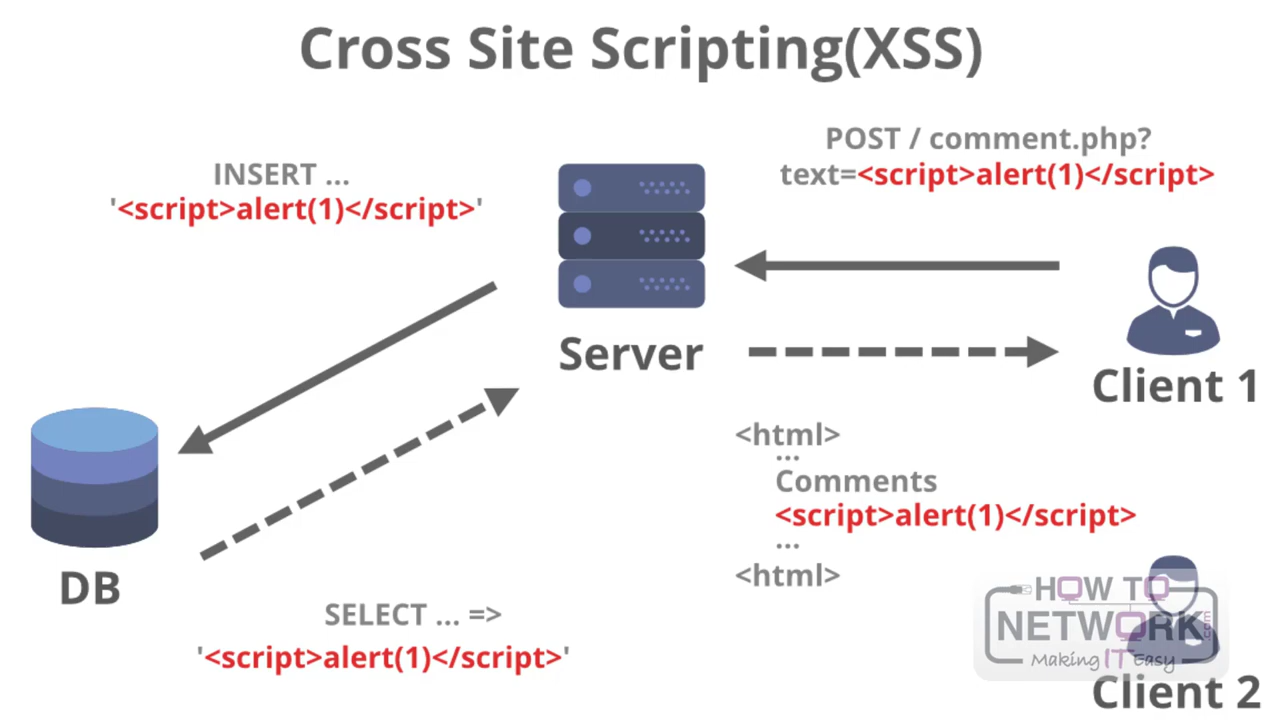 Cross Site Scripting(XSS)
INSERT ...
'<script>alert(1)</script>'
POST / comment.php?
text=<script>alert(1)</script>
Server
Client 1
<html>
...
Comments
<script>alert(1)</script>
...
<html>
DB
SELECT ... =>
'<script>alert(1)</script>'
HOW TO
NETWORK.com
Making IT Easy
Client 2